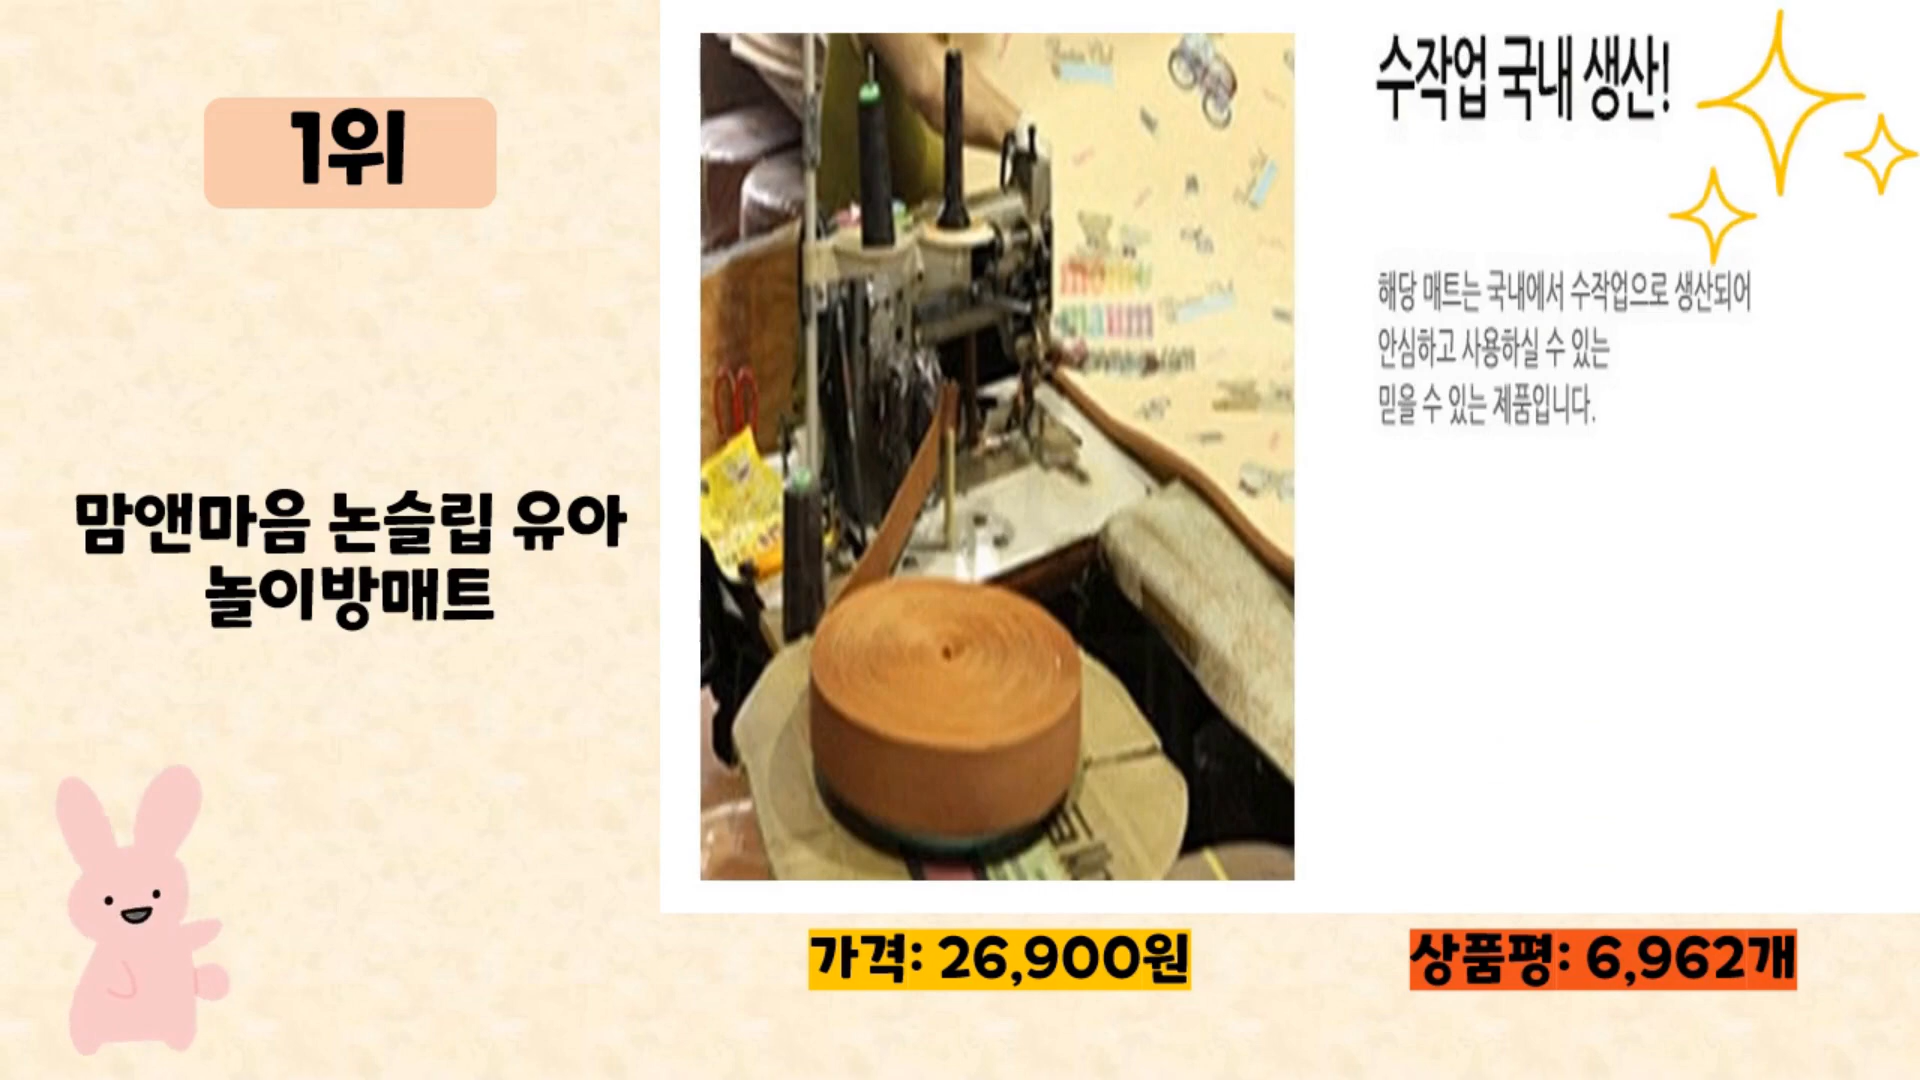 1위
맘앤마음 논슬립 유아
놀이방매트
수작업 국내 생산!
해당 매트는 국내에서 수작업으로 생산되어
안심하고 사용하실 수 있는
믿을 수 있는 제품입니다.
가격: 26,900원
상품평: 6,962개